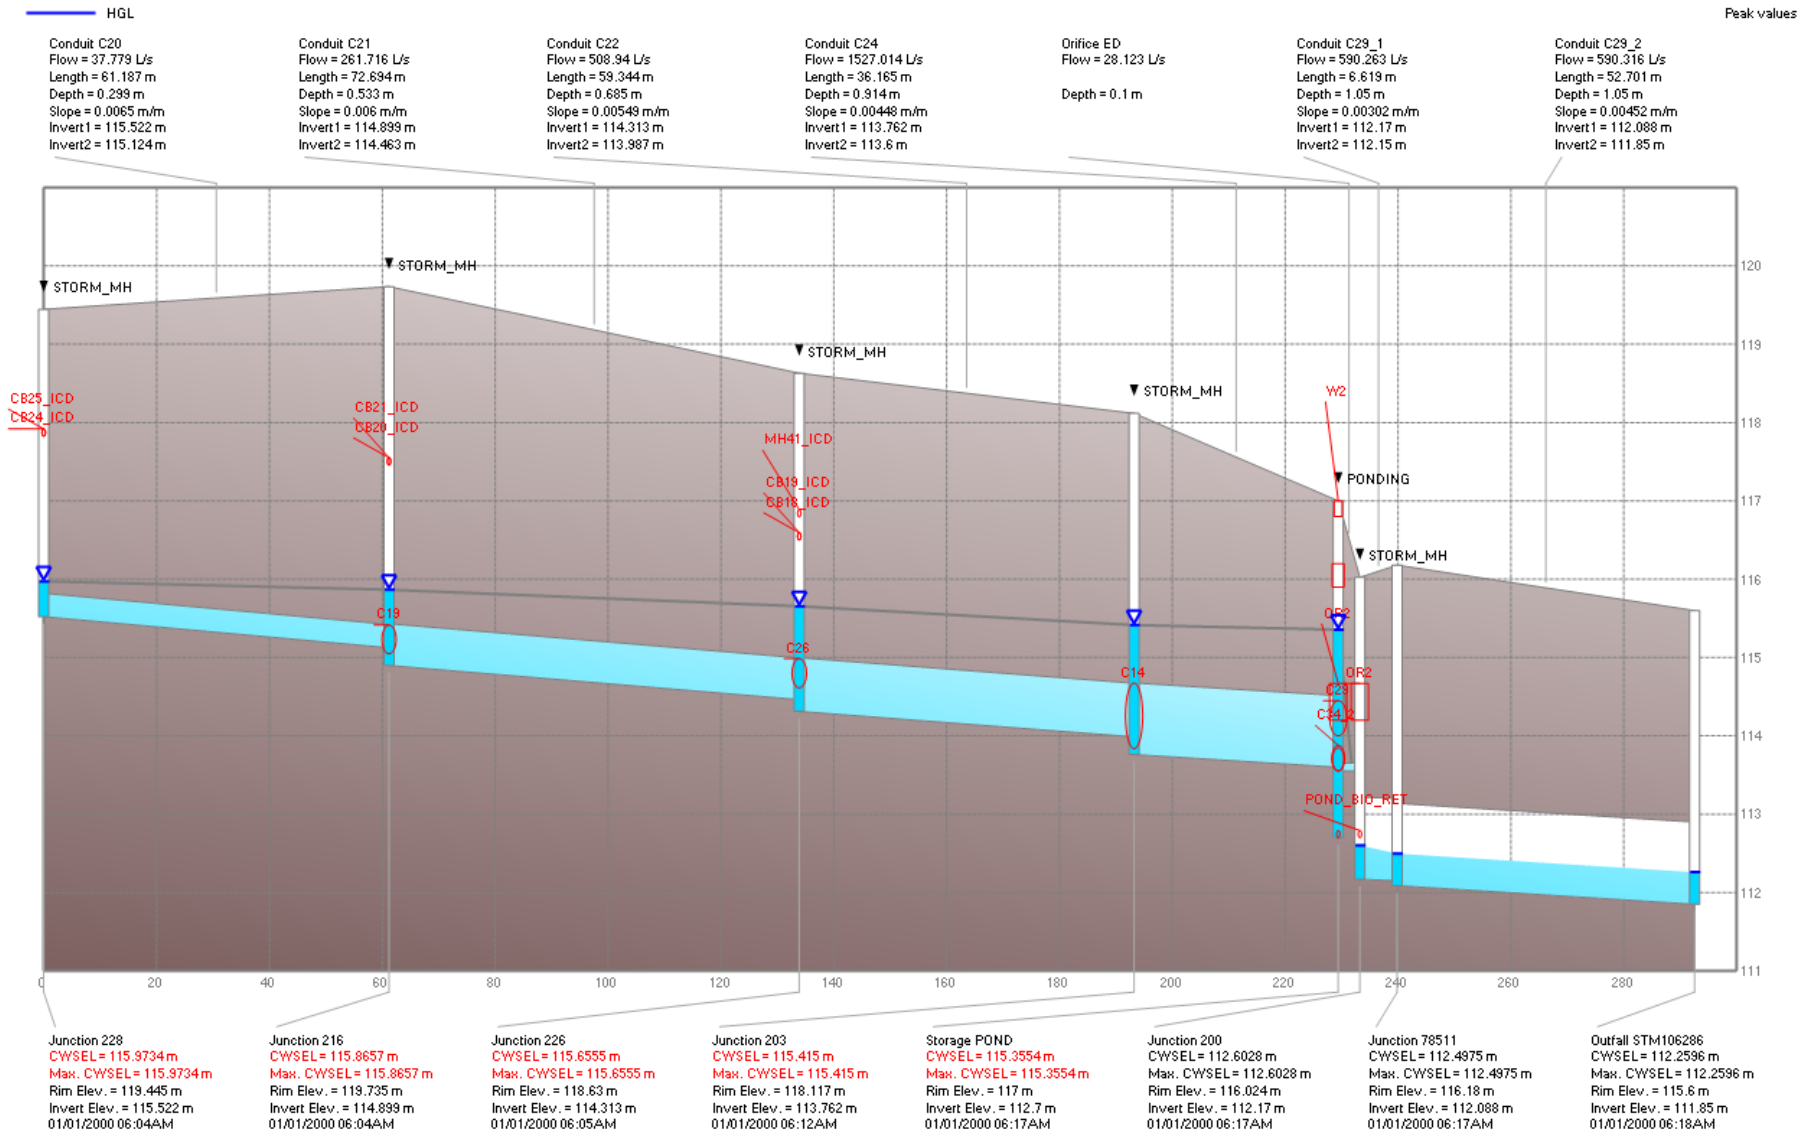 HGL
Peak values
Conduit C20
Flow = 37.779 L/s
Length = 61.187 m
Depth = 0.299 m
Slope = 0.0065 m/m
Invert1 = 115.522 m
Invert2 = 115.124 m
Conduit C21
Flow = 261.716 L/s
Length = 72.694 m
Depth = 0.533 m
Slope = 0.006 m/m
Invert1 = 114.899 m
Invert2 = 114.463 m
Conduit C22
Flow = 508.94 L/s
Length = 59.344 m
Depth = 0.685 m
Slope = 0.00549 m/m
Invert1 = 114.313 m
Invert2 = 113.987 m
Conduit C24
Flow = 1527.014 L/s
Length = 36.165 m
Depth = 0.914 m
Slope = 0.00448 m/m
Invert1 = 113.762 m
Invert2 = 113.6 m
Orifice ED
Flow = 28.123 L/s
Depth = 0.1 m
Conduit C29_1
Flow = 590.263 L/s
Length = 6.619 m
Depth = 1.05 m
Slope = 0.00302 m/m
Invert1 = 112.17 m
Invert2 = 112.15 m
Conduit C29_2
Flow = 590.316 L/s
Length = 52.701 m
Depth = 1.05 m
Slope = 0.00452 m/m
Invert1 = 112.088 m
Invert2 = 111.85 m
STORM_MH
STORM_MH
STORM_MH
STORM_MH
PONDING
STORM_MH
CB25_ICD
CB24_ICD
CB21_ICD
CB20_ICD
MH41_ICD
CB19_ICD
CB18_ICD
W2
C19
C26
C14
OR2
OR2
C29
C34_2
POND_BIO_RET
120
119
118
117
116
115
114
113
112
111
0
20
40
60
80
100
120
140
160
180
200
220
240
260
280
Junction 228
CWSEL = 115.9734 m
Max. CWSEL = 115.9734 m
Rim Elev. = 119.445 m
Invert Elev. = 115.522 m
01/01/2000 06:04AM
Junction 216
CWSEL = 115.8657 m
Max. CWSEL = 115.8657 m
Rim Elev. = 119.735 m
Invert Elev. = 114.899 m
01/01/2000 06:04AM
Junction 226
CWSEL = 115.6555 m
Max. CWSEL = 115.6555 m
Rim Elev. = 118.63 m
Invert Elev. = 114.313 m
01/01/2000 06:05AM
Junction 203
CWSEL = 115.415 m
Max. CWSEL = 115.415 m
Rim Elev. = 118.117 m
Invert Elev. = 113.762 m
01/01/2000 06:12AM
Storage POND
CWSEL = 115.3554 m
Max. CWSEL = 115.3554 m
Rim Elev. = 117 m
Invert Elev. = 112.7 m
01/01/2000 06:17AM
Junction 200
CWSEL = 112.6028 m
Max. CWSEL = 112.6028 m
Rim Elev. = 116.024 m
Invert Elev. = 112.17 m
01/01/2000 06:17AM
Junction 78511
CWSEL = 112.4975 m
Max. CWSEL = 112.4975 m
Rim Elev. = 116.18 m
Invert Elev. = 112.088 m
01/01/2000 06:17AM
Outfall STM106286
CWSEL = 112.2596 m
Max. CWSEL = 112.2596 m
Rim Elev. = 115.6 m
Invert Elev. = 111.85 m
01/01/2000 06:18AM